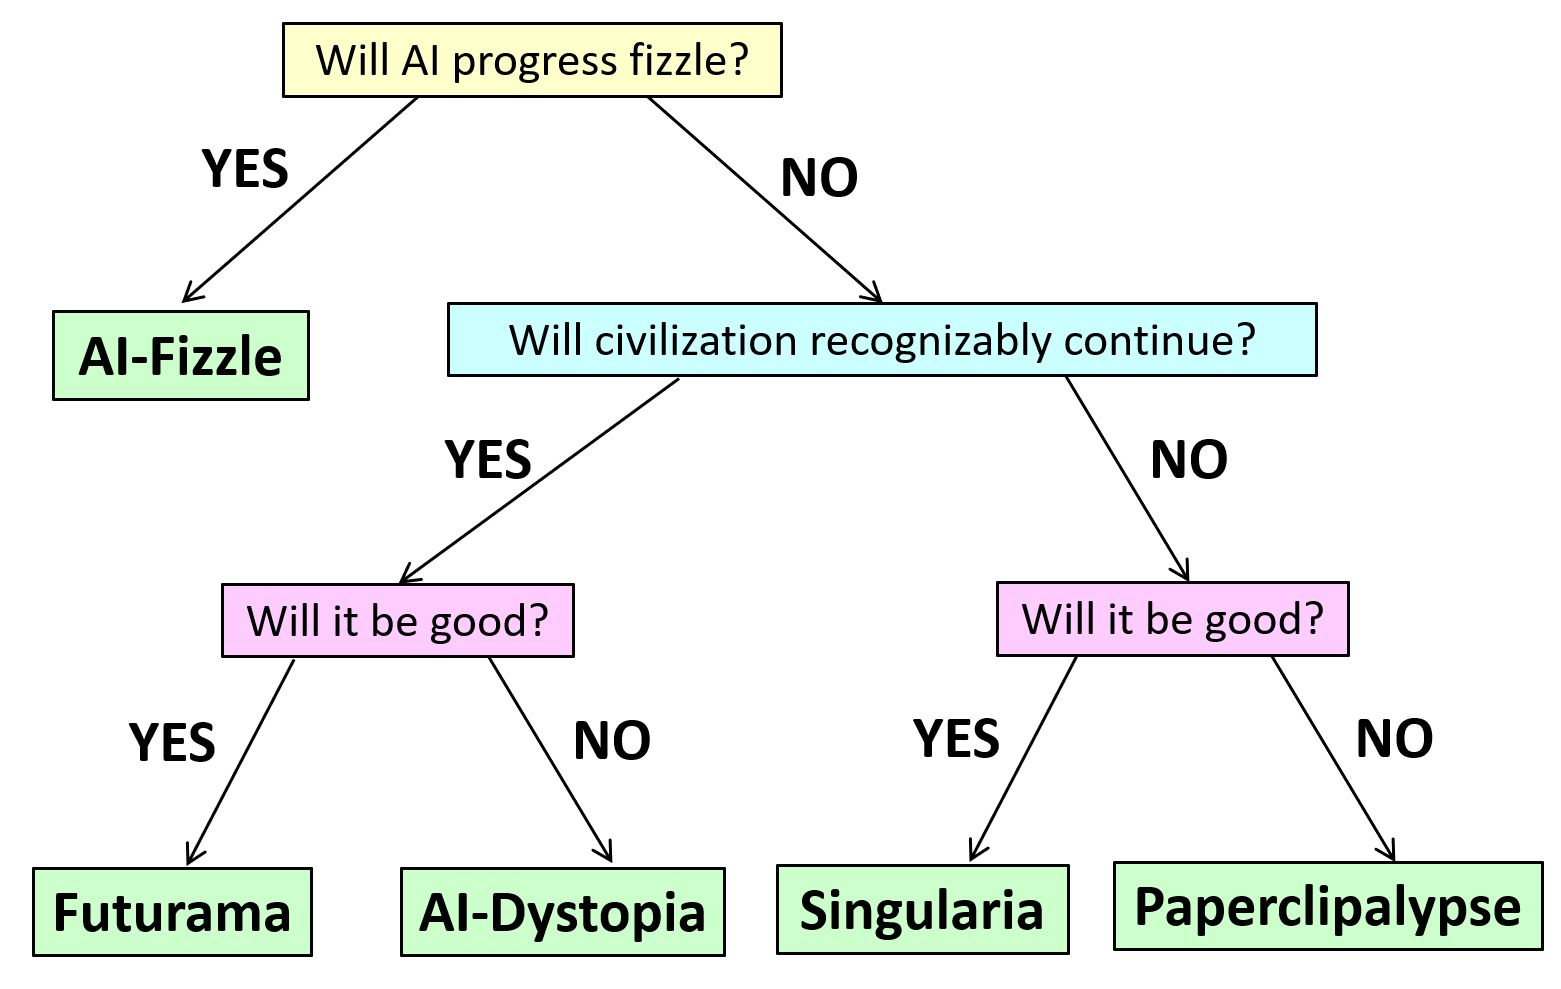 Will AI progress fizzle?
YES
NO
AI-Fizzle
Will civilization recognizably continue?
YES
NO
Will it be good?
Will it be good?
YES
NO
YES
NO
Futurama
AI-Dystopia
Singularia
Paperclipalypse